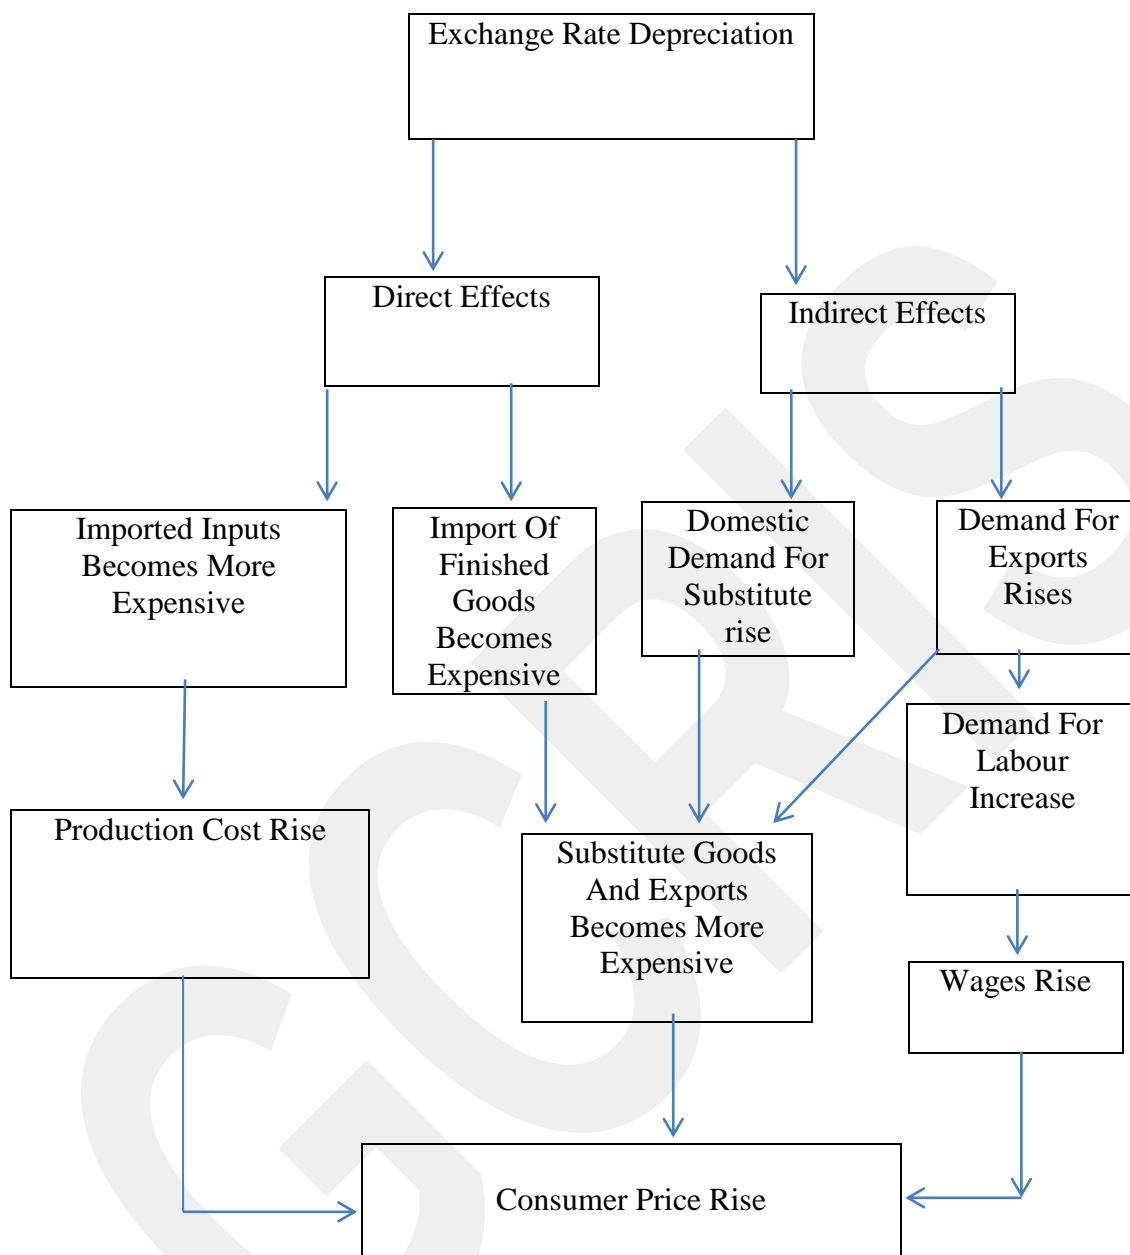 Exchange Rate Depreciation
Direct Effects
Indirect Effects
Imported Inputs
Becomes More
Expensive
Import Of
Finished
Goods
Becomes
Expensive
Domestic
Demand For
Substitute
rise
Demand For
Exports
Rises
Production Cost Rise
Substitute Goods
And Exports
Becomes More
Expensive
Demand For
Labour
Increase
Wages Rise
Consumer Price Rise
GCRIS